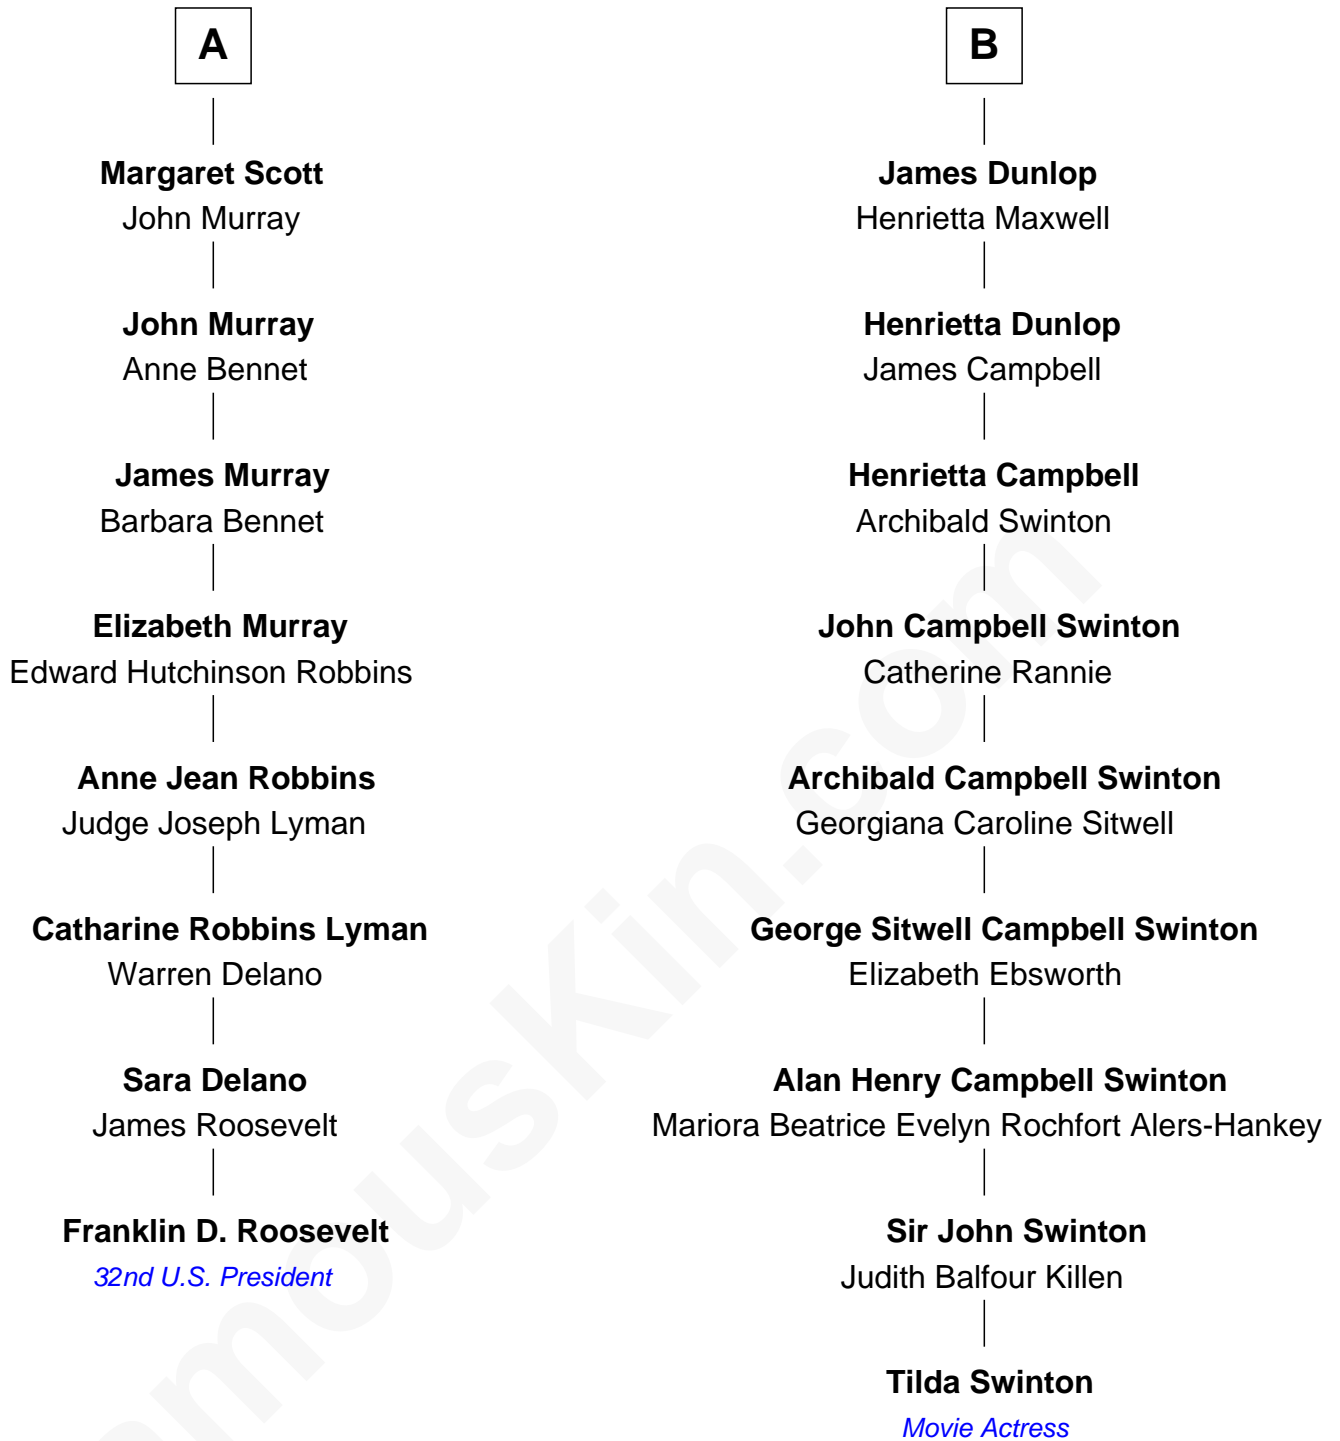 A
Margaret Scott
John Murray
John Murray
Anne Bennet
James Murray
Barbara Bennet
Elizabeth Murray
Edward Hutchinson Robbins
Anne Jean Robbins
Judge Joseph Lyman
Catharine Robbins Lyman
Warren Delano
Sara Delano
James Roosevelt
Franklin D. Roosevelt
32nd U.S. President
B
James Dunlop
Henrietta Maxwell
Henrietta Dunlop
James Campbell
Henrietta Campbell
Archibald Swinton
John Campbell Swinton
Catherine Rannie
Archibald Campbell Swinton
Georgiana Caroline Sitwell
George Sitwell Campbell Swinton
Elizabeth Ebsworth
Alan Henry Campbell Swinton
Mariora Beatrice Evelyn Rochfort Alers-Hankey
Sir John Swinton
Judith Balfour Killen
Tilda Swinton
Movie Actress
amouskin.com